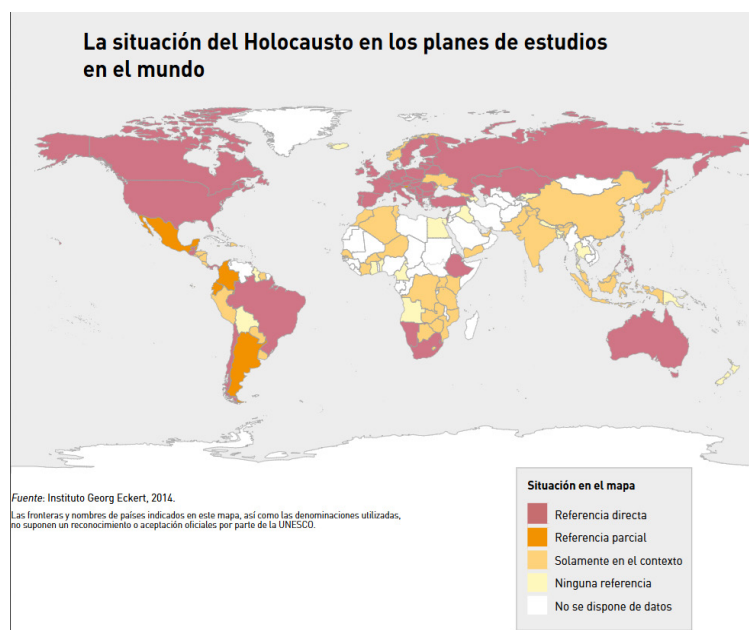 La situación del Holocausto en los planes de estudios
en el mundo
Fuente: Instituto Georg Eckert, 2014.
Las fronteras y nombres de países indicados en este mapa, así como las denominaciones utilizadas,
no suponen un reconocimiento o aceptación oficiales por parte de la UNESCO.
Situación en el mapa
Referencia directa
Referencia parcial
Solamente en el contexto
Ninguna referencia
No se dispone de datos